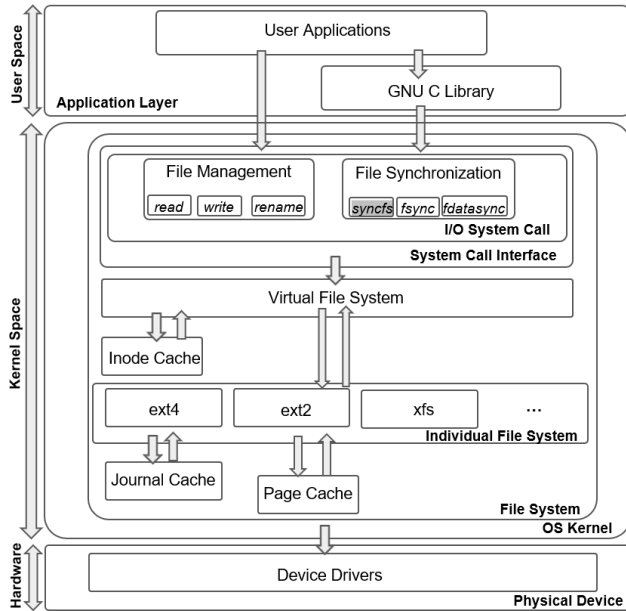 User Space
User Applications
GNU C Library
Application Layer
Kernel Space
File Management
read
write
rename
File Synchronization
syncfs
fsync
fdatasync
I/O System Call
System Call Interface
Virtual File System
Inode Cache
ext4
ext2
xfs
...
Individual File System
Journal Cache
Page Cache
File System
OS Kernel
Hardware
Device Drivers
Physical Device